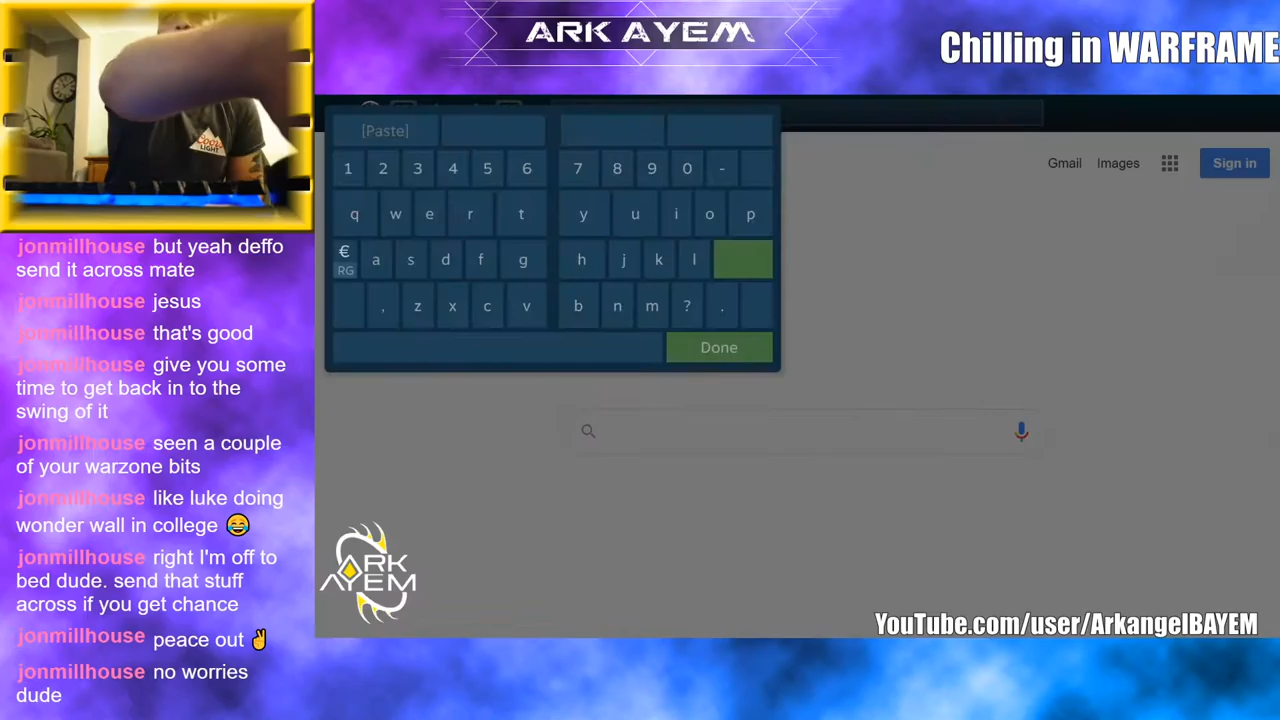 ARK AYEM
Chilling in WARFRAME
COORS
LIGHT
jonmillhouse but yeah deffo
send it across mate
jonmillhouse jesus
jonmillhouse that's good
jonmillhouse give you some
time to get back in to the
swing of it
jonmillhouse seen a couple
of your warzone bits
jonmillhouse like luke doing
wonder wall in college 😂
jonmillhouse right I'm off to
bed dude. send that stuff
across if you get chance
jonmillhouse peace out ✌
jonmillhouse no worries
dude
[Paste]
1 2 3 4 5 6 7 8 9 0 -
q w e r t y u i o p
€
RG
a s d f g h j k l
, z x c v b n m ? .
Done
Gmail Images Sign in
ARK
AYEM
YouTube.com/user/ArkangelBAYEM